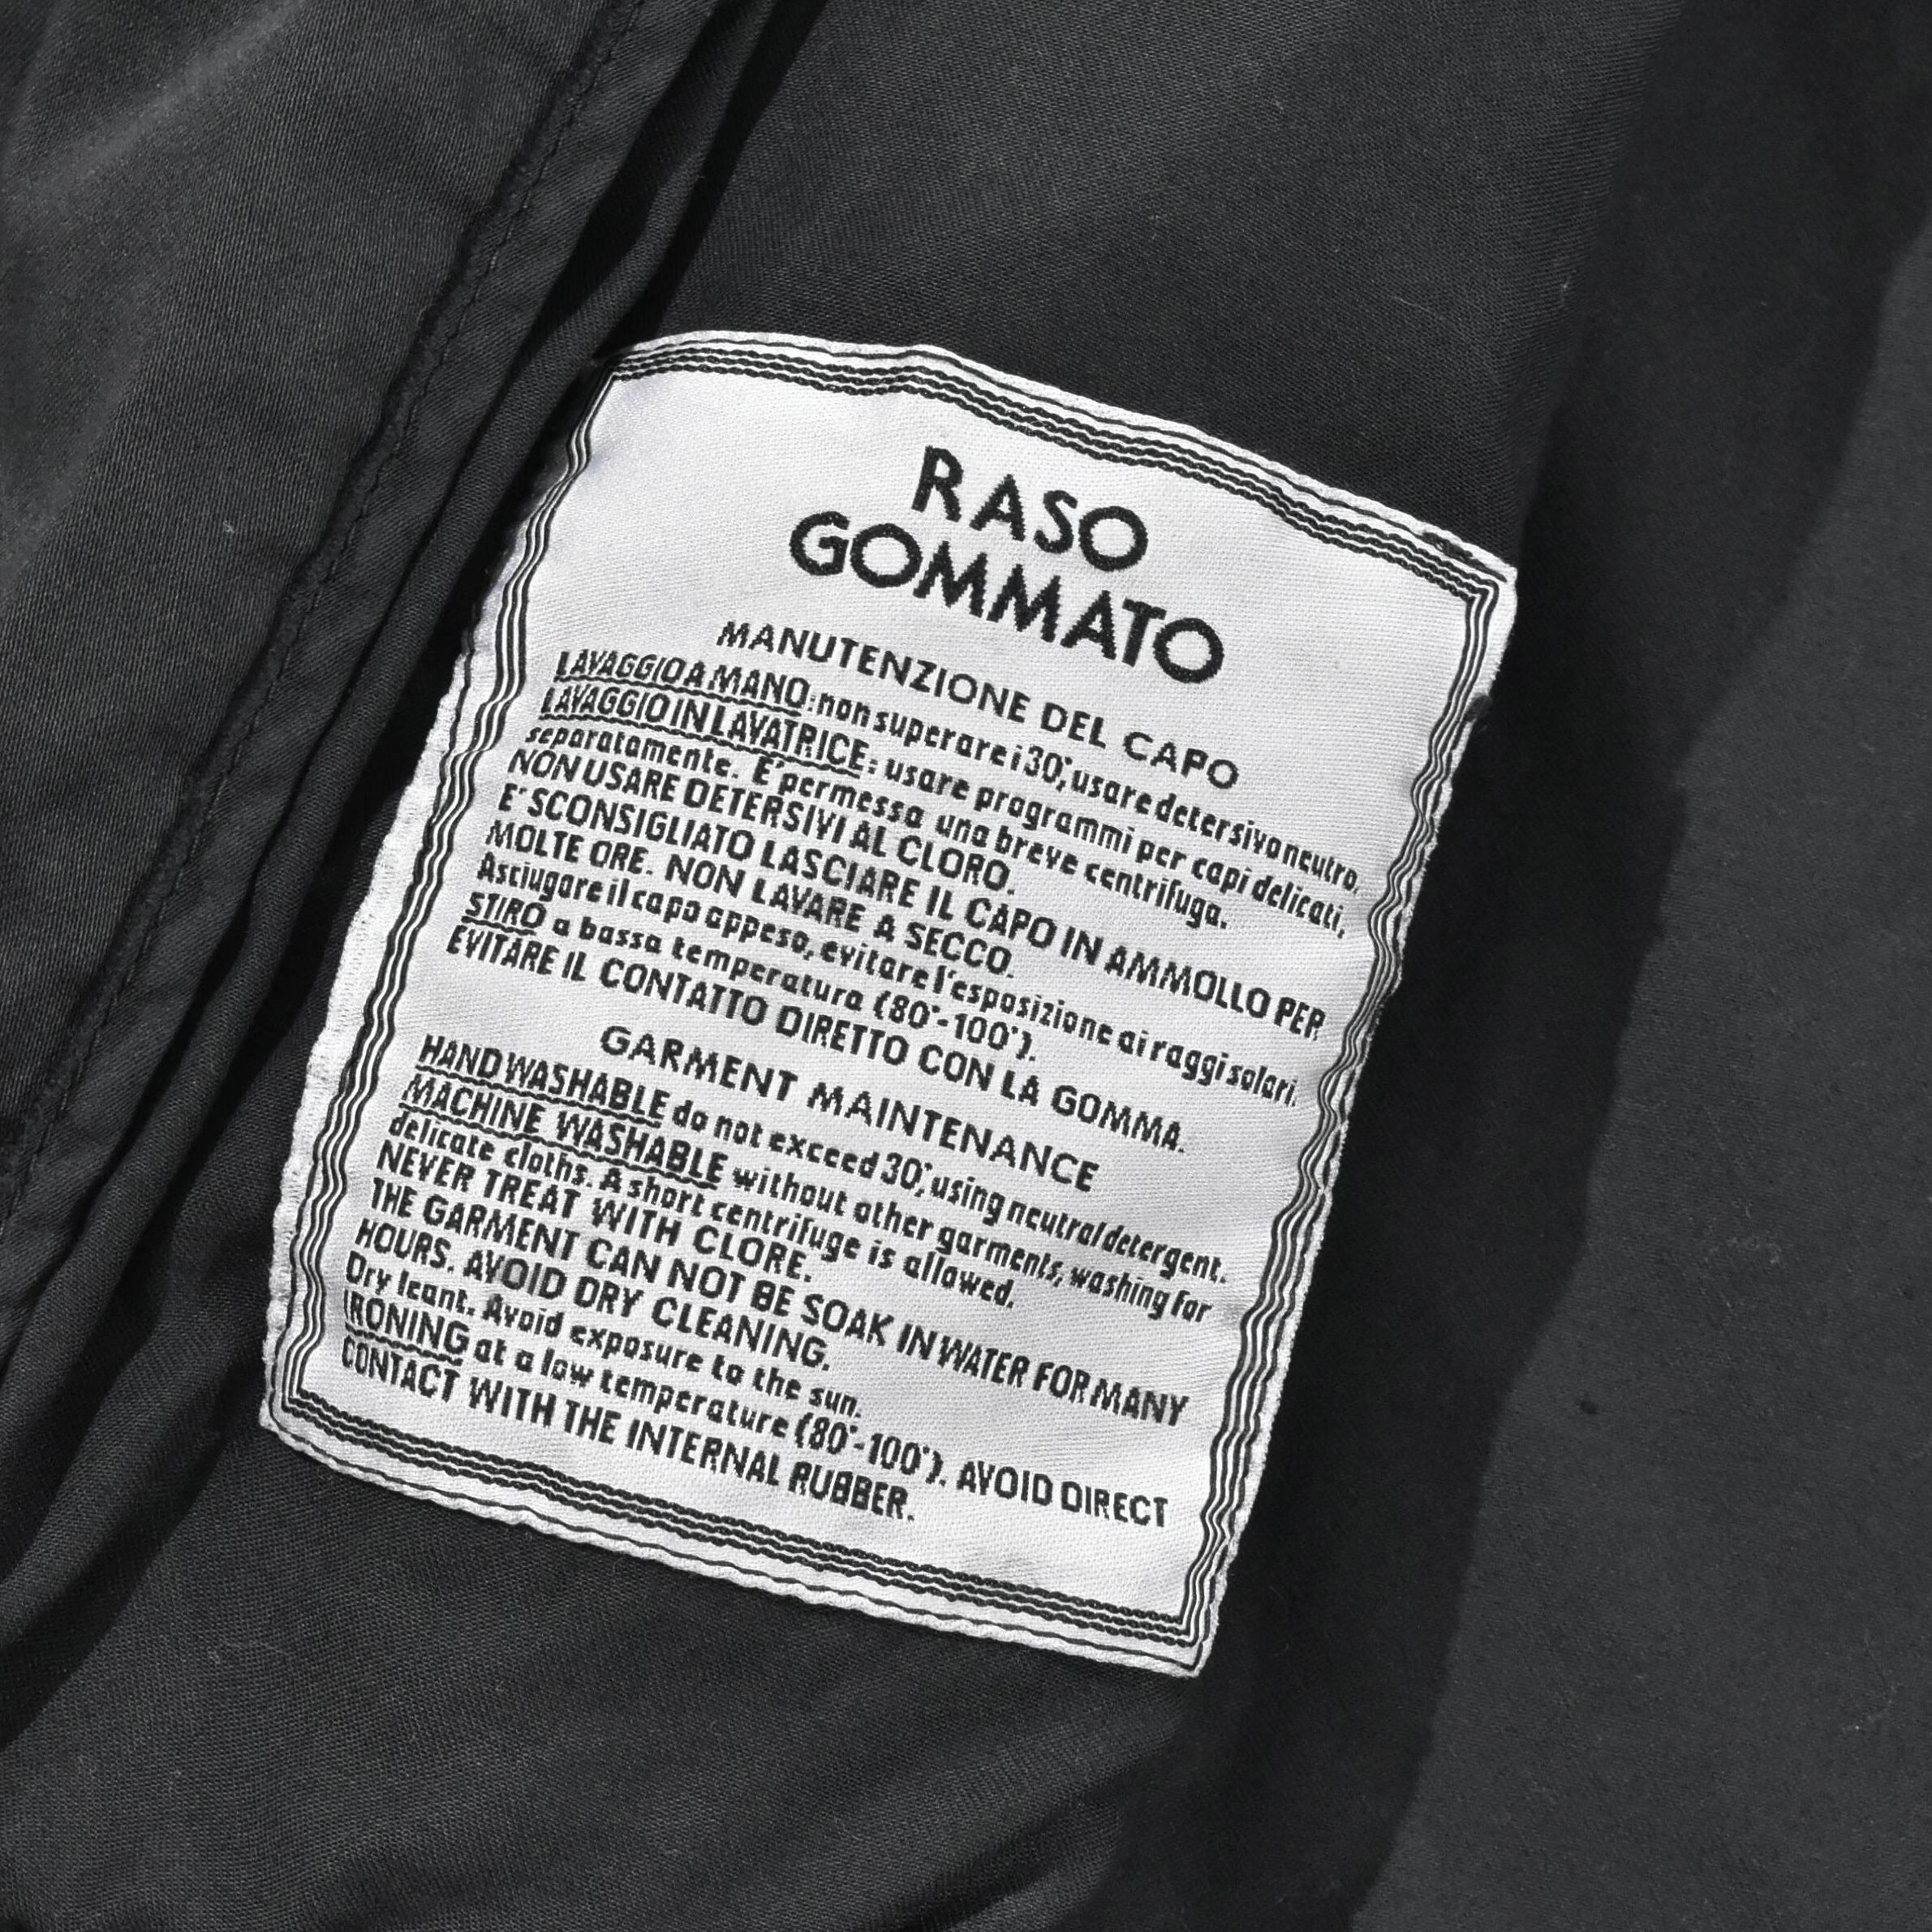 RASO
GOMMATO
MANUTENZIONE DEL CAPO
LAVAGGIO A MANO: non superare i 30°, usare detersivo neutro.
LAVAGGIO IN LAVATRICE: usare programmi per capi delicati,
separatamente. E' permessa una breve centrifuga.
NON USARE DETERSIVI AL CLORO.
E' SCONSIGLIATO LASCIARE IL CAPO IN AMMOLLO PER
MOLTE ORE. NON LAVARE A SECCO.
Asciugare il capo appeso, evitare l'esposizione ai raggi solari.
STIRO a bassa temperatura (80°-100°).
EVITARE IL CONTATTO DIRETTO CON LA GOMMA.
GARMENT MAINTENANCE
HAND WASHABLE do not exceed 30°, using neutral detergent.
MACHINE WASHABLE without other garments, washing for
delicate cloths. A short centrifuge is allowed.
NEVER TREAT WITH CLORE.
THE GARMENT CAN NOT BE SOAK IN WATER FOR MANY
HOURS. AVOID DRY CLEANING.
Dry leant. Avoid exposure to the sun.
IRONING at a low temperature (80°-100°). AVOID DIRECT
CONTACT WITH THE INTERNAL RUBBER.